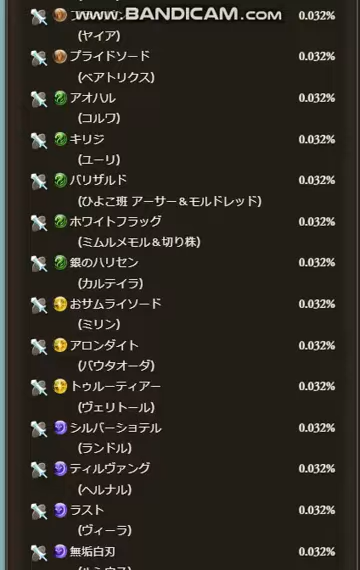 www.BANDICAM.com
0.032%
(ヤイア)
プライドソード 0.032%
(ベアトリクス)
アオハル 0.032%
(コルワ)
キリジ 0.032%
(ユーリ)
バリザルド 0.032%
(ひよこ班 アーサー＆モルドレッド)
ホワイトフラッグ 0.032%
(ミムルメモル＆切り株)
銀のハリセン 0.032%
(カルテイラ)
おサムライソード 0.032%
(ミリン)
アロンダイト 0.032%
(バウタオーダ)
トゥルーティアー 0.032%
(ヴェリトール)
シルバーショテル 0.032%
(ランドル)
ティルヴァング 0.032%
(ヘルナル)
ラスト 0.032%
(ヴィーラ)
無垢白刃 0.032%